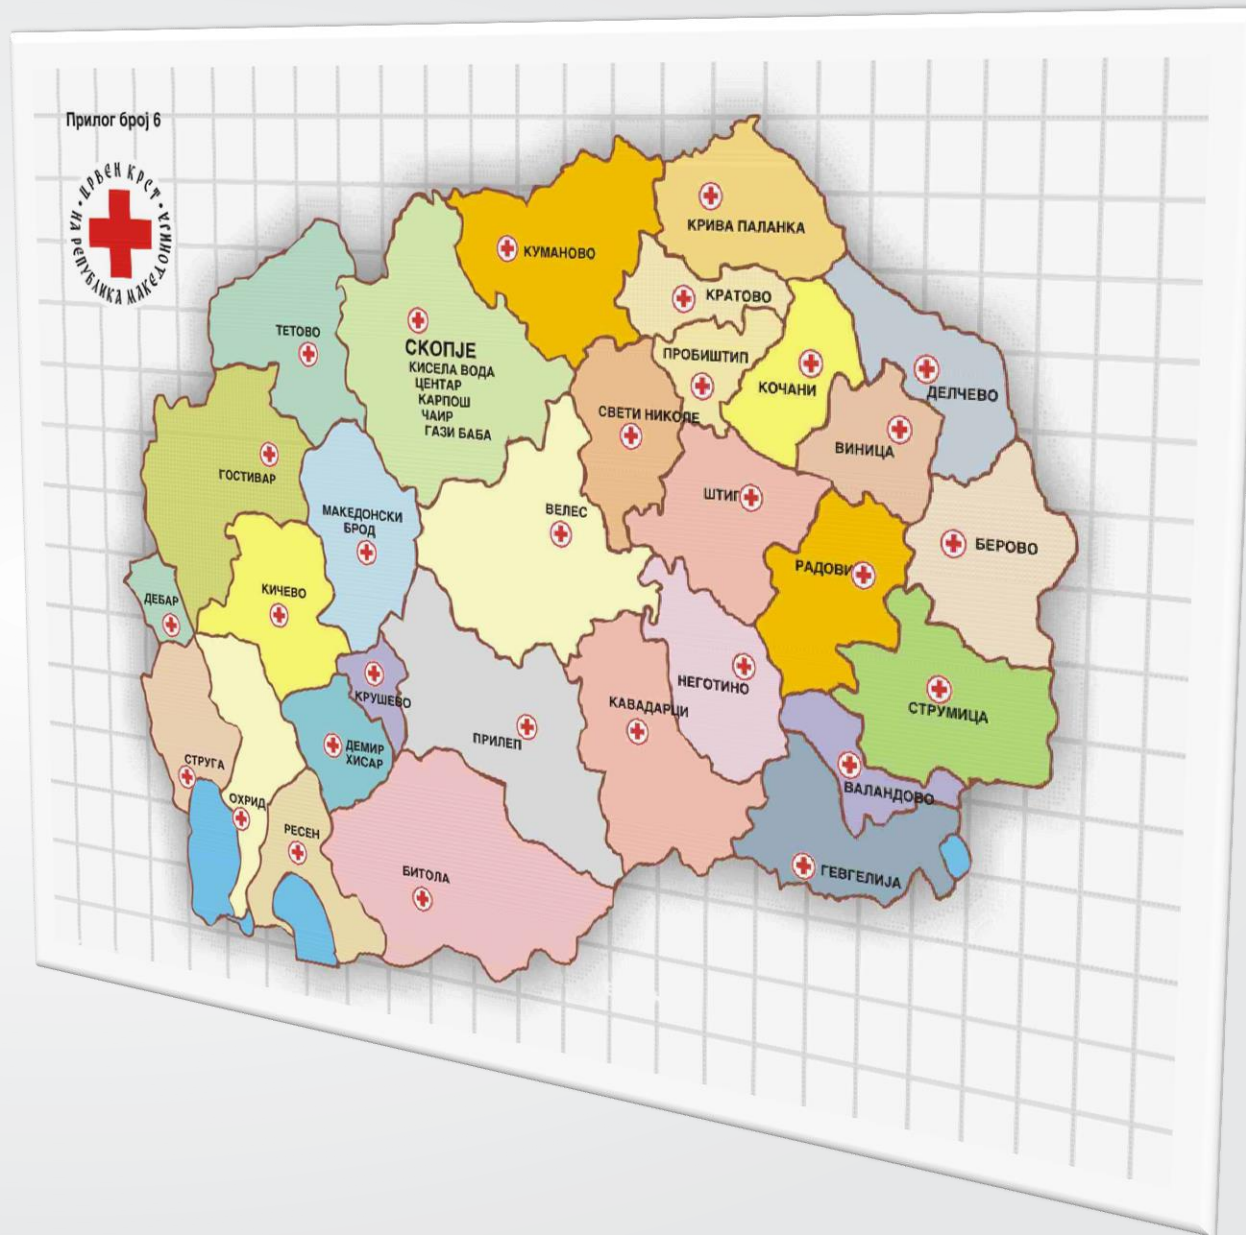 Прилог број 6
ЦРВЕН КРСТ
НА РЕПУБЛИКА МАКЕДОНИЈА
КРИВА ПАЛАНКА
КУМАНОВО
КРАТОВО
ТЕТОВО
СКОПЈЕ
КИСЕЛА ВОДА
ЦЕНТАР
КАРПОШ
ЧАИР
ГАЗИ БАБА
ПРОБИШТИП
КОЧАНИ
ДЕЛЧЕВО
СВЕТИ НИКОЛЕ
ВИНИЦА
ГОСТИВАР
МАКЕДОНСКИ
БРОД
ВЕЛЕС
ШТИП
БЕРОВО
РАДОВИ
ДЕБАР
КИЧЕВО
НЕГОТИНО
КРУШЕВО
КАВАДАРЦИ
СТРУМИЦА
ПРИЛЕП
ДЕМИР
ХИСАР
СТРУГА
ВАЛАНДОВО
ОХРИД
РЕСЕН
БИТОЛА
ГЕВГЕЛИЈА